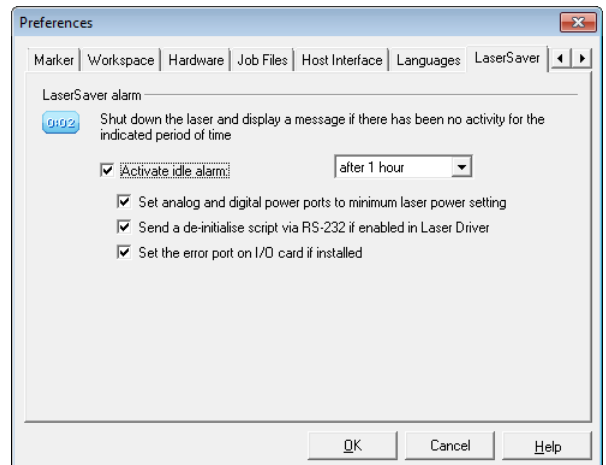 Preferences
Marker Workspace Hardware Job Files Host Interface Languages LaserSaver
LaserSaver alarm
0:02
Shut down the laser and display a message if there has been no activity for the
indicated period of time
Activate idle alarm: after 1 hour
Set analog and digital power ports to minimum laser power setting
Send a de-initialise script via RS-232 if enabled in Laser Driver
Set the error port on I/O card if installed
OK Cancel Help